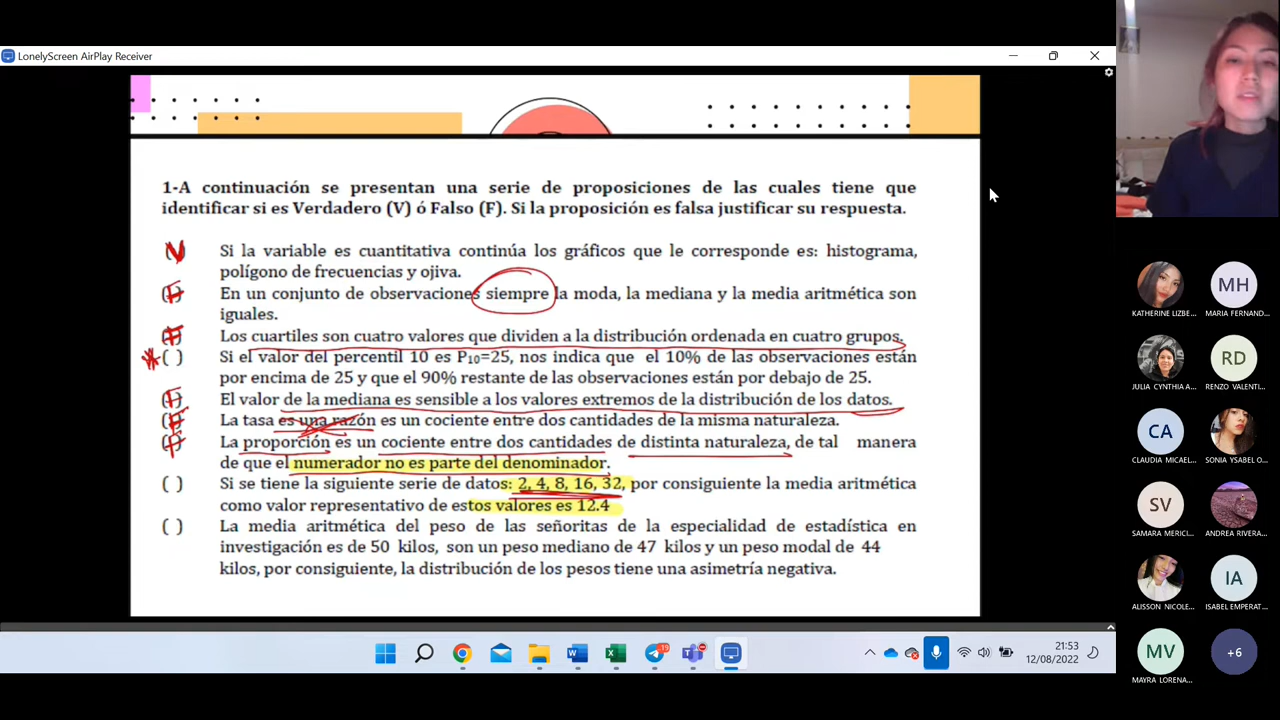 LonelyScreen AirPlay Receiver
1-A continuación se presentan una serie de proposiciones de las cuales tiene que
identificar si es Verdadero (V) ó Falso (F). Si la proposición es falsa justificar su respuesta.
(V) Si la variable es cuantitativa continúa los gráficos que le corresponde es: histograma,
polígono de frecuencias y ojiva.
(F) En un conjunto de observaciones siempre la moda, la mediana y la media aritmética son
iguales.
(F) Los cuartiles son cuatro valores que dividen a la distribución ordenada en cuatro grupos.
* ( ) Si el valor del percentil 10 es P₁₀=25, nos indica que el 10% de las observaciones están
por encima de 25 y que el 90% restante de las observaciones están por debajo de 25.
(F) El valor de la mediana es sensible a los valores extremos de la distribución de los datos.
(F) La tasa es una razón es un cociente entre dos cantidades de la misma naturaleza.
(F) La proporción es un cociente entre dos cantidades de distinta naturaleza, de tal manera
de que el numerador no es parte del denominador.
( ) Si se tiene la siguiente serie de datos: 2, 4, 8, 16, 32, por consiguiente la media aritmética
como valor representativo de estos valores es 12.4
( ) La media aritmética del peso de las señoritas de la especialidad de estadística en
investigación es de 50 kilos, son un peso mediano de 47 kilos y un peso modal de 44
kilos, por consiguiente, la distribución de los pesos tiene una asimetría negativa.
MH
KATHERINE LIZBE... MARIA FERNAND...
RD
JULIA CYNTHIA A... RENZO VALENTI...
CA
CLAUDIA MICAEL... SONIA YSABEL O...
SV
SAMARA MERICI... ANDREA RIVERA...
IA
ALISSON NICOLE... ISABEL EMPERAT...
MV +6
MAYRA LORENA...
19
21:53
12/08/2022